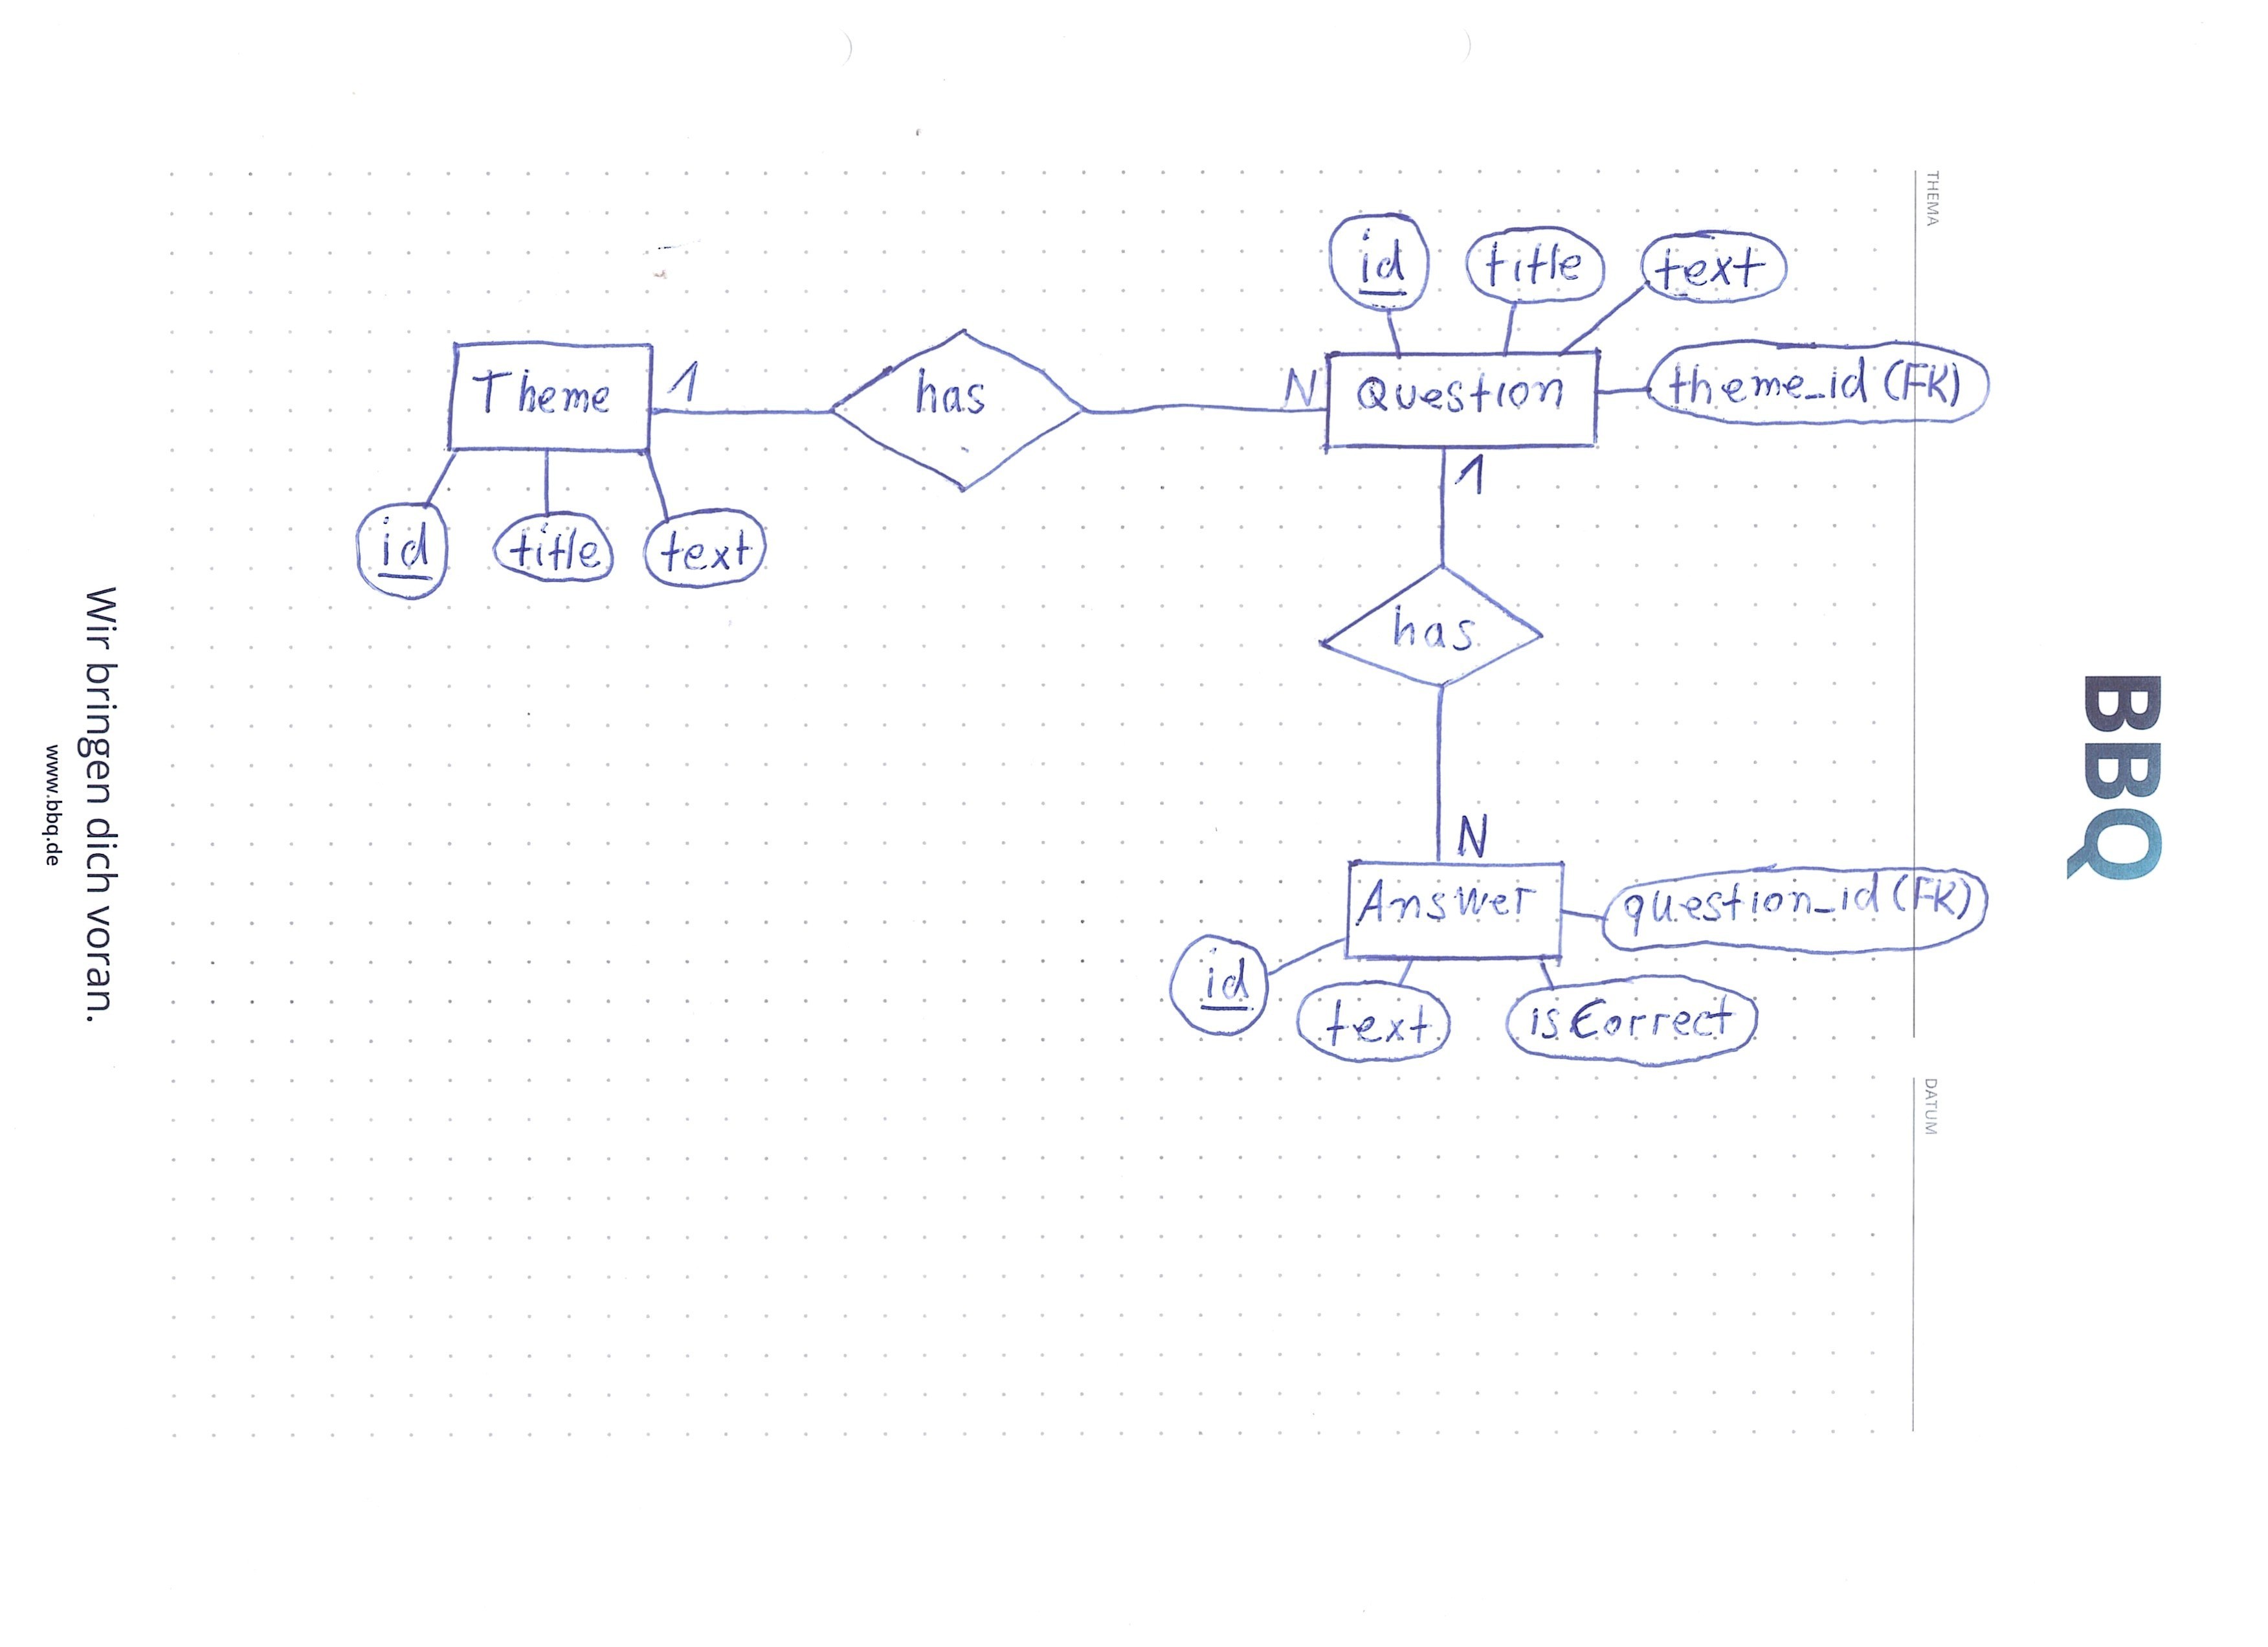 THEMA
id
title
text
Theme
1
has
N
Question
theme_id (FK)
id
title
text
1
has
N
Answer
question_id (FK)
id
text
isCorrect
DATUM
BBQ
Wir bringen dich voran.
www.bbq.de